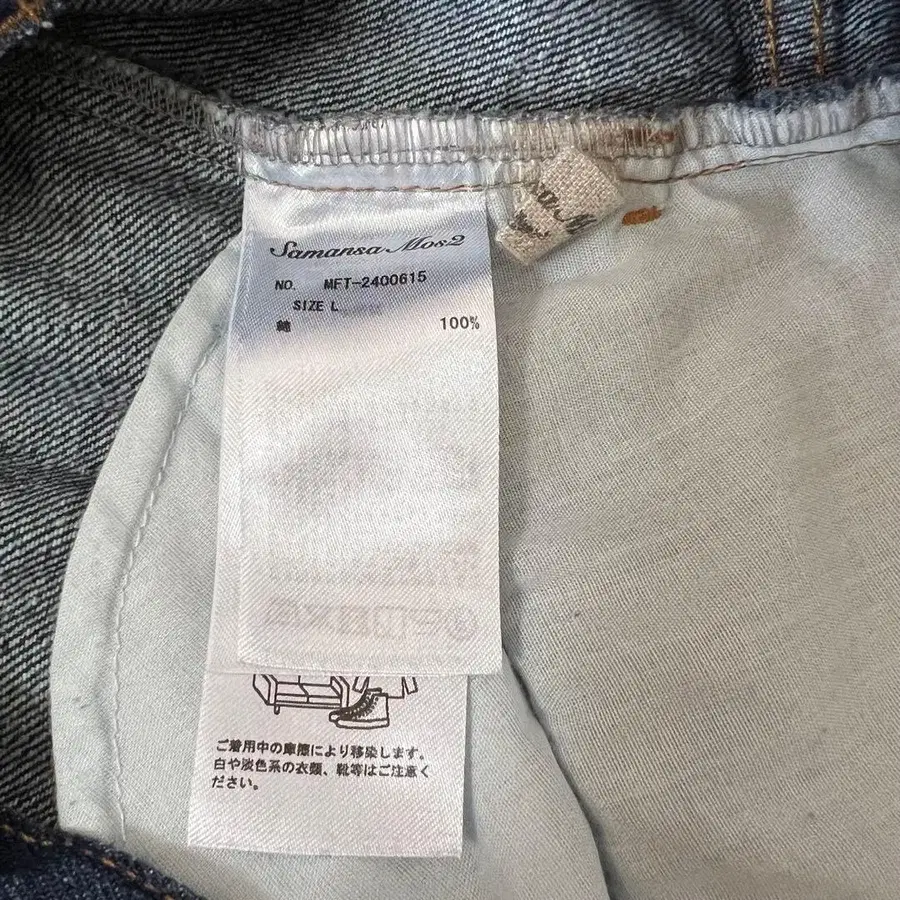 Samansa Mos2
NO. MFT-2400615
SIZE L
綿 100%
ご着用中の摩擦により移染します。
白や淡色系の衣類、靴等はご注意く
ださい。